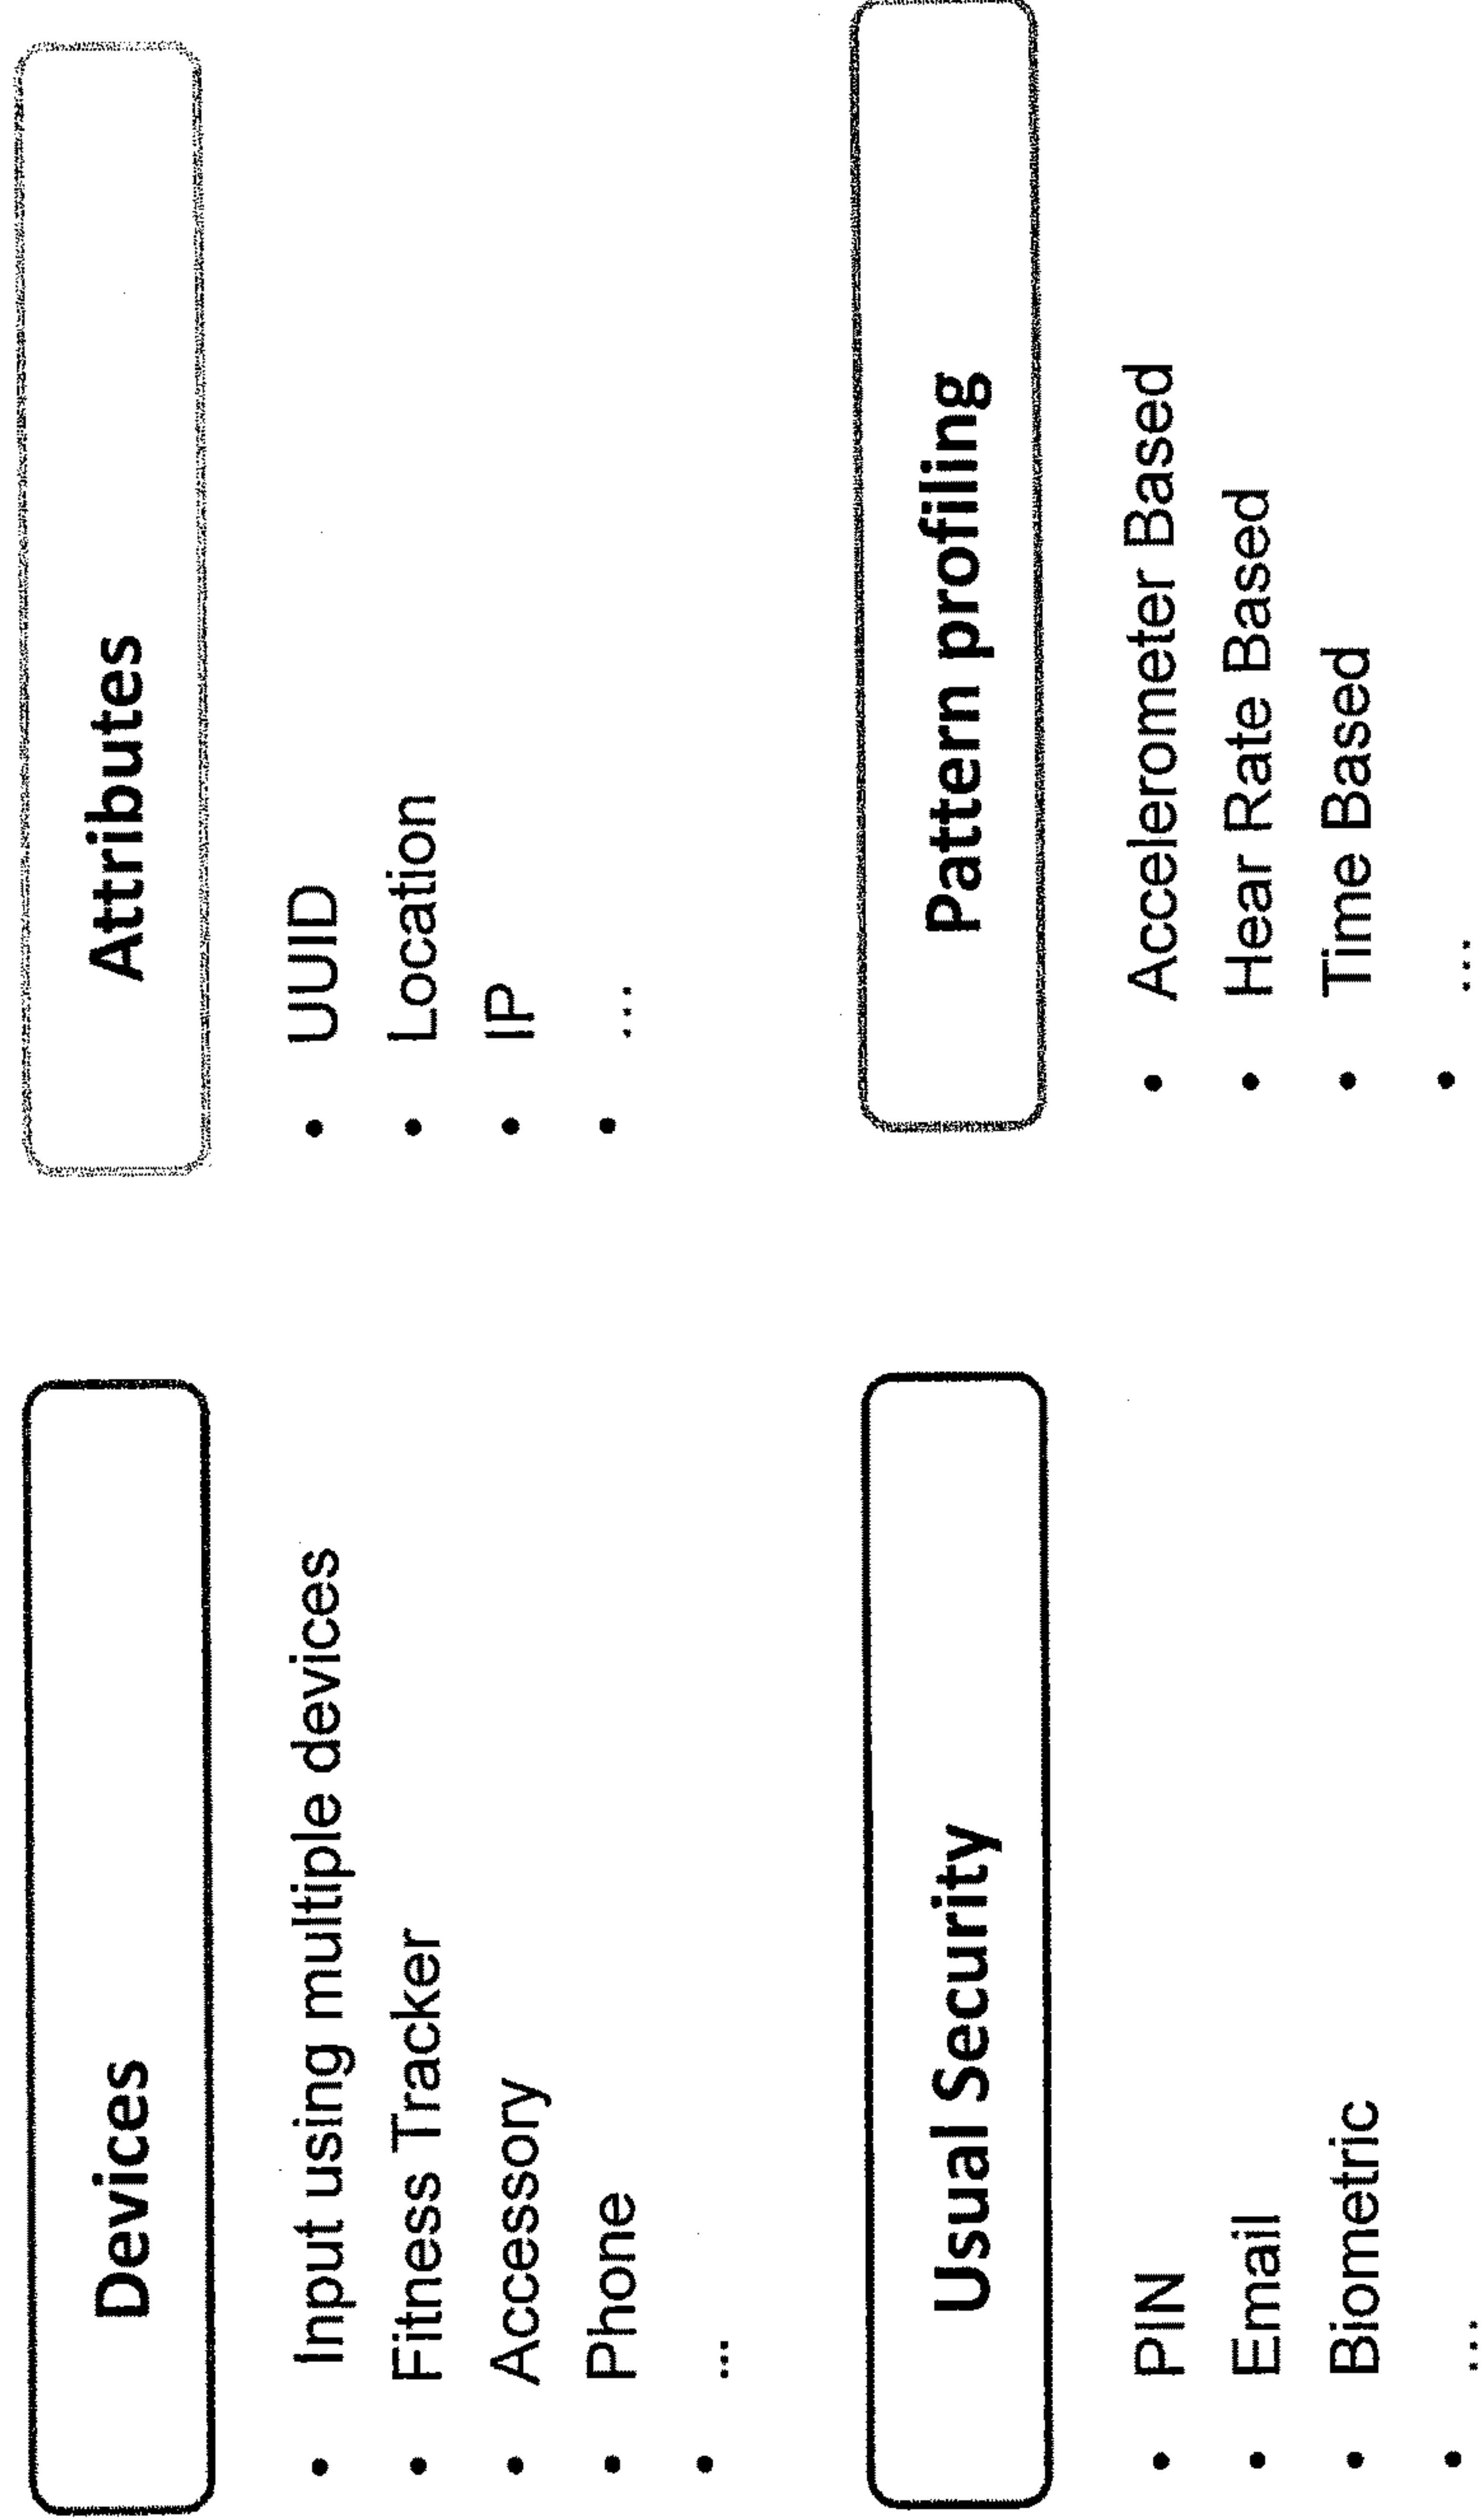 Devices
• Input using multiple devices
• Fitness Tracker
• Accessory
• Phone
• ...
Attributes
• UUID
• Location
• IP
• ...
Usual Security
• PIN
• Email
• Biometric
• ...
Pattern profiling
• Accelerometer Based
• Hear Rate Based
• Time Based
• ...